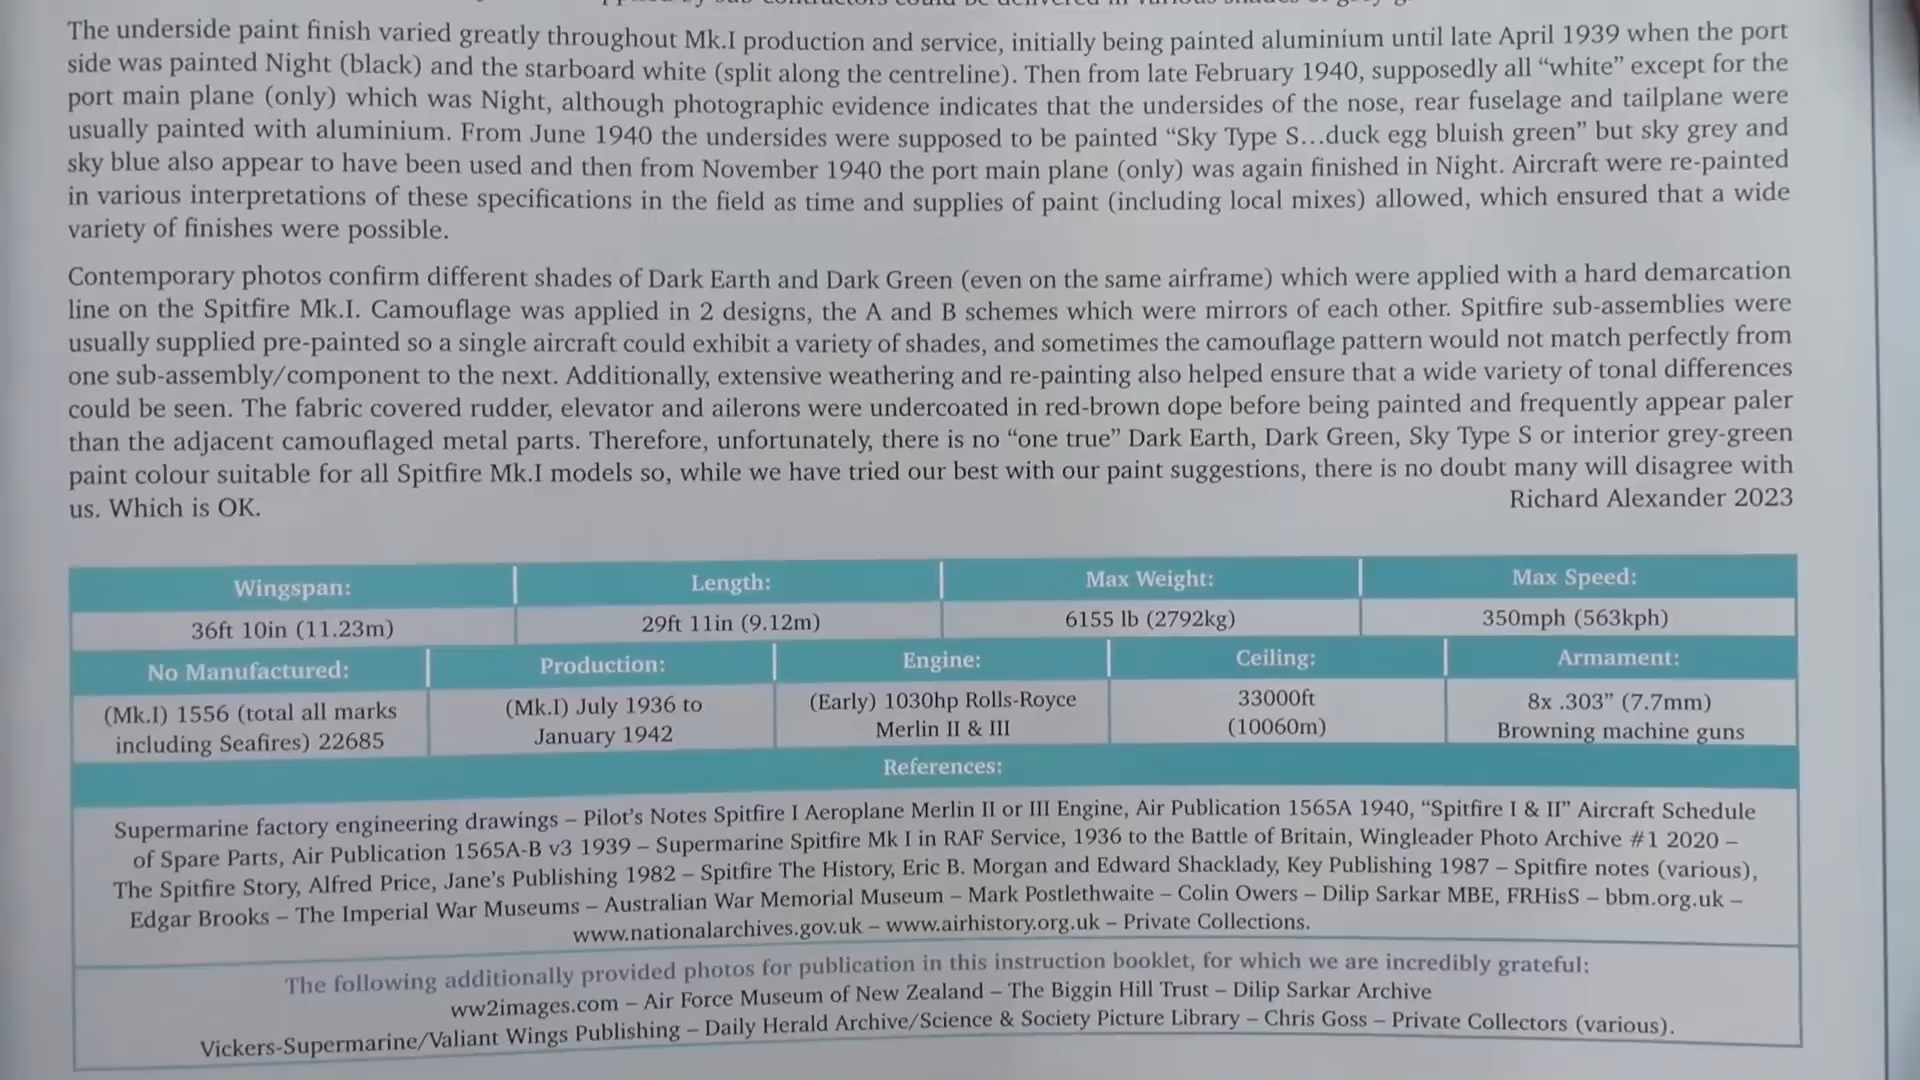 The underside paint finish varied greatly throughout Mk.I production and service, initially being painted aluminium until late April 1939 when the port
side was painted Night (black) and the starboard white (split along the centreline). Then from late February 1940, supposedly all “white” except for the
port main plane (only) which was Night, although photographic evidence indicates that the undersides of the nose, rear fuselage and tailplane were
usually painted with aluminium. From June 1940 the undersides were supposed to be painted “Sky Type S...duck egg bluish green” but sky grey and
sky blue also appear to have been used and then from November 1940 the port main plane (only) was again finished in Night. Aircraft were re-painted
in various interpretations of these specifications in the field as time and supplies of paint (including local mixes) allowed, which ensured that a wide
variety of finishes were possible.
Contemporary photos confirm different shades of Dark Earth and Dark Green (even on the same airframe) which were applied with a hard demarcation
line on the Spitfire Mk.I. Camouflage was applied in 2 designs, the A and B schemes which were mirrors of each other. Spitfire sub-assemblies were
usually supplied pre-painted so a single aircraft could exhibit a variety of shades, and sometimes the camouflage pattern would not match perfectly from
one sub-assembly/component to the next. Additionally, extensive weathering and re-painting also helped ensure that a wide variety of tonal differences
could be seen. The fabric covered rudder, elevator and ailerons were undercoated in red-brown dope before being painted and frequently appear paler
than the adjacent camouflaged metal parts. Therefore, unfortunately, there is no “one true” Dark Earth, Dark Green, Sky Type S or interior grey-green
paint colour suitable for all Spitfire Mk.I models so, while we have tried our best with our paint suggestions, there is no doubt many will disagree with
us. Which is OK. Richard Alexander 2023
Wingspan: Length: Max Weight: Max Speed:
36ft 10in (11.23m) 29ft 11in (9.12m) 6155 lb (2792kg) 350mph (563kph)
No Manufactured: Production: Engine: Ceiling: Armament:
(Mk.I) 1556 (total all marks (Mk.I) July 1936 to (Early) 1030hp Rolls-Royce 33000ft 8x .303” (7.7mm)
including Seafires) 22685 January 1942 Merlin II & III (10060m) Browning machine guns
References:
Supermarine factory engineering drawings – Pilot’s Notes Spitfire I Aeroplane Merlin II or III Engine, Air Publication 1565A 1940, “Spitfire I & II” Aircraft Schedule
of Spare Parts, Air Publication 1565A-B v3 1939 – Supermarine Spitfire Mk I in RAF Service, 1936 to the Battle of Britain, Wingleader Photo Archive #1 2020 –
The Spitfire Story, Alfred Price, Jane’s Publishing 1982 – Spitfire The History, Eric B. Morgan and Edward Shacklady, Key Publishing 1987 – Spitfire notes (various),
Edgar Brooks – The Imperial War Museums – Australian War Memorial Museum – Mark Postlethwaite – Colin Owers – Dilip Sarkar MBE, FRHisS – bbm.org.uk –
www.nationalarchives.gov.uk – www.airhistory.org.uk – Private Collections.
The following additionally provided photos for publication in this instruction booklet, for which we are incredibly grateful:
ww2images.com – Air Force Museum of New Zealand – The Biggin Hill Trust – Dilip Sarkar Archive
Vickers-Supermarine/Valiant Wings Publishing – Daily Herald Archive/Science & Society Picture Library – Chris Goss – Private Collectors (various).